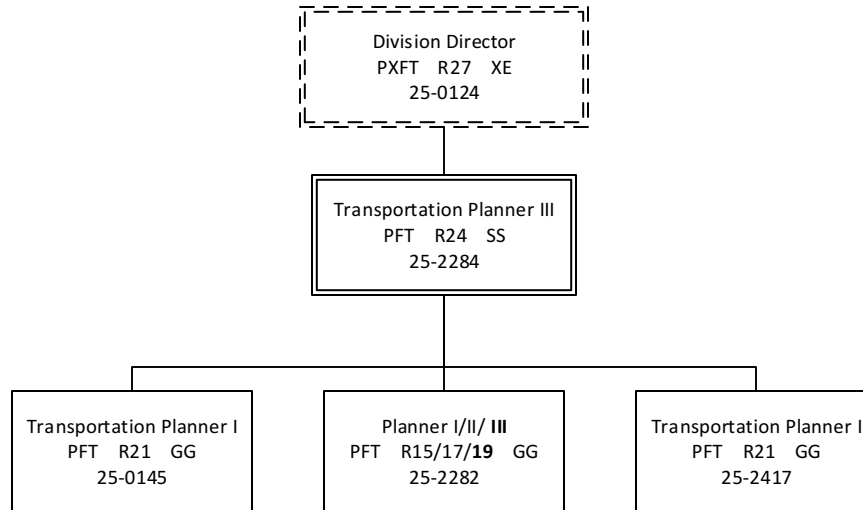 Division Director
PXFT R27 XE
25-0124
Transportation Planner III
PFT R24 SS
25-2284
Transportation Planner I
PFT R21 GG
25-0145
Planner I/II/ III
PFT R15/17/19 GG
25-2282
Transportation Planner I
PFT R21 GG
25-2417